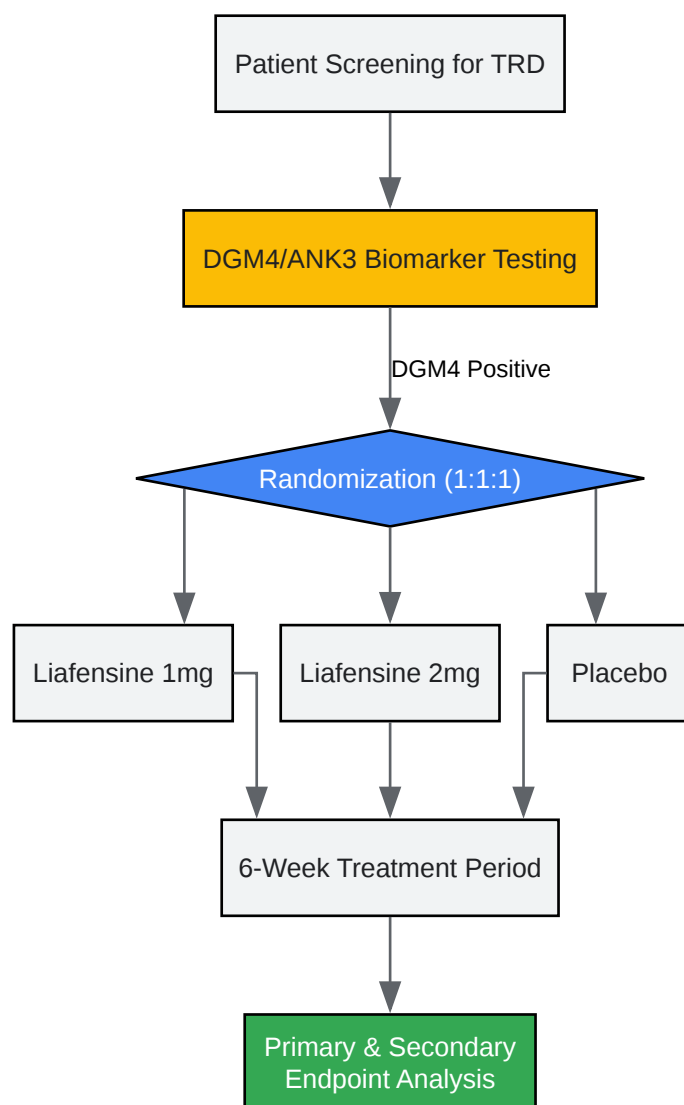 Patient Screening for TRD
DGM4/ANK3 Biomarker Testing
DGM4 Positive
Randomization (1:1:1)
Liafensine 1mg
Liafensine 2mg
Placebo
6-Week Treatment Period
Primary & Secondary
Endpoint Analysis